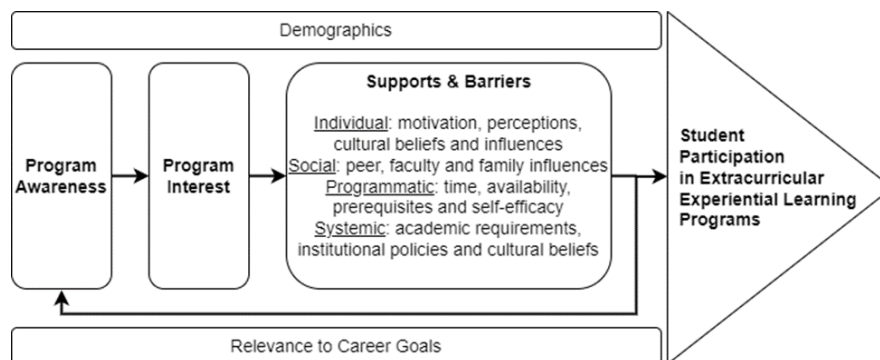 Demographics
Program
Awareness
Program
Interest
Supports & Barriers
Individual: motivation, perceptions,
cultural beliefs and influences
Social: peer, faculty and family influences
Programmatic: time, availability,
prerequisites and self-efficacy
Systemic: academic requirements,
institutional policies and cultural beliefs
Student
Participation
in Extracurricular
Experiential Learning
Programs
Relevance to Career Goals